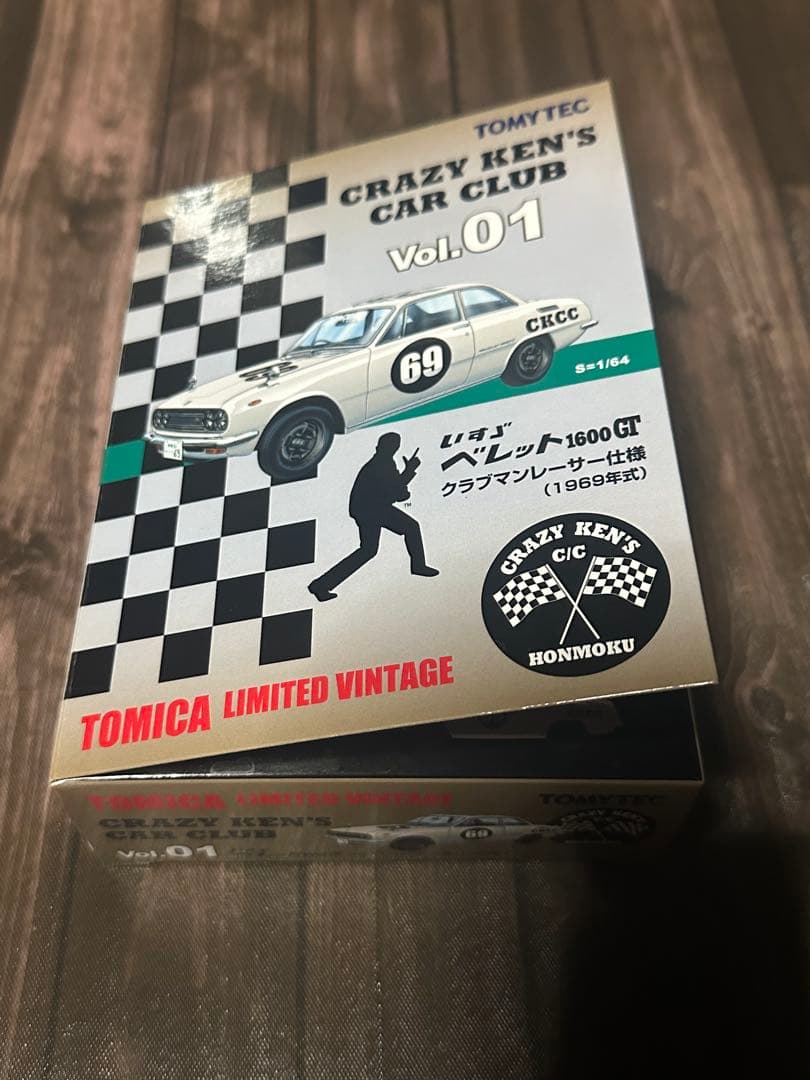 TOMYTEC
CRAZY KEN'S
CAR CLUB
Vol.01
CKCC
69
S=1/64
いすゞ
ベレット1600GT
クラブマンレーサー仕様
(1969年式)
TM
CRAZY KEN'S
C/C
HONMOKU
TOMICA LIMITED VINTAGE
TOMICA LIMITED VINTAGE TOMYTEC
CRAZY KEN'S
CAR CLUB
69
Vol.01